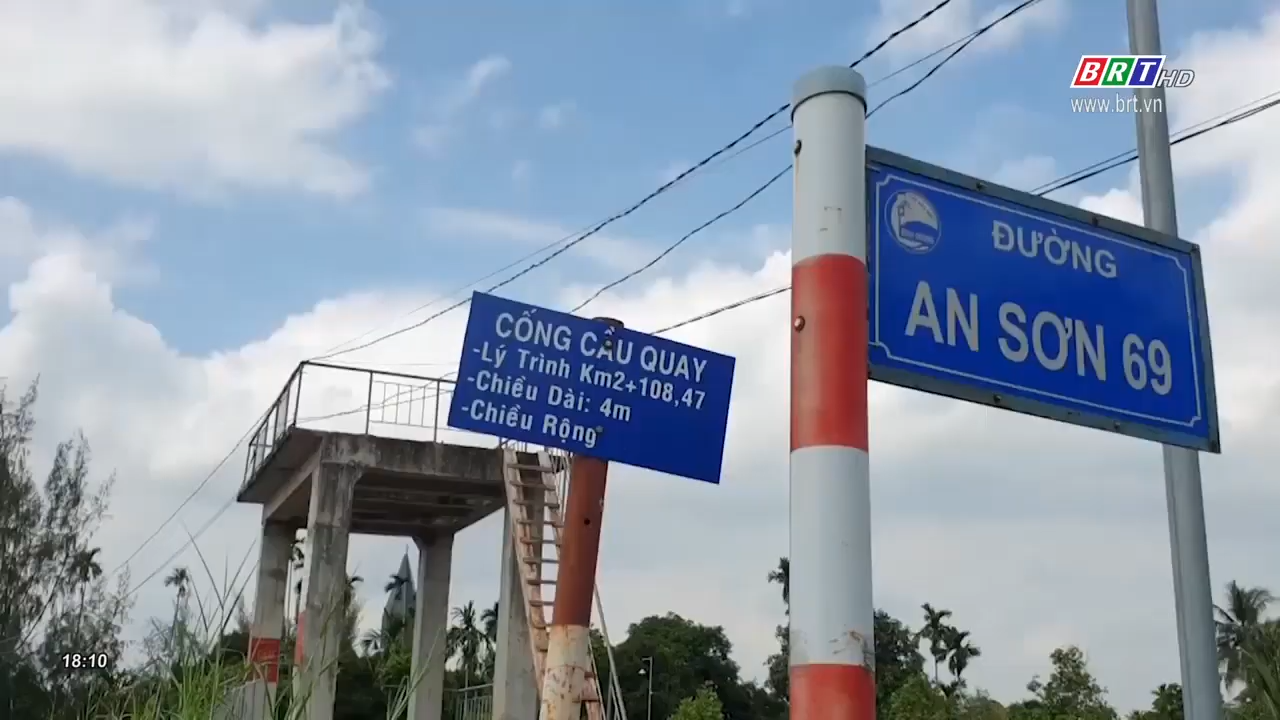 BRT HD
www.brt.vn
ĐƯỜNG
AN SƠN 69
CỐNG CẦU QUAY
-Lý Trình Km2+108,47
-Chiều Dài: 4m
-Chiều Rộng
18:10